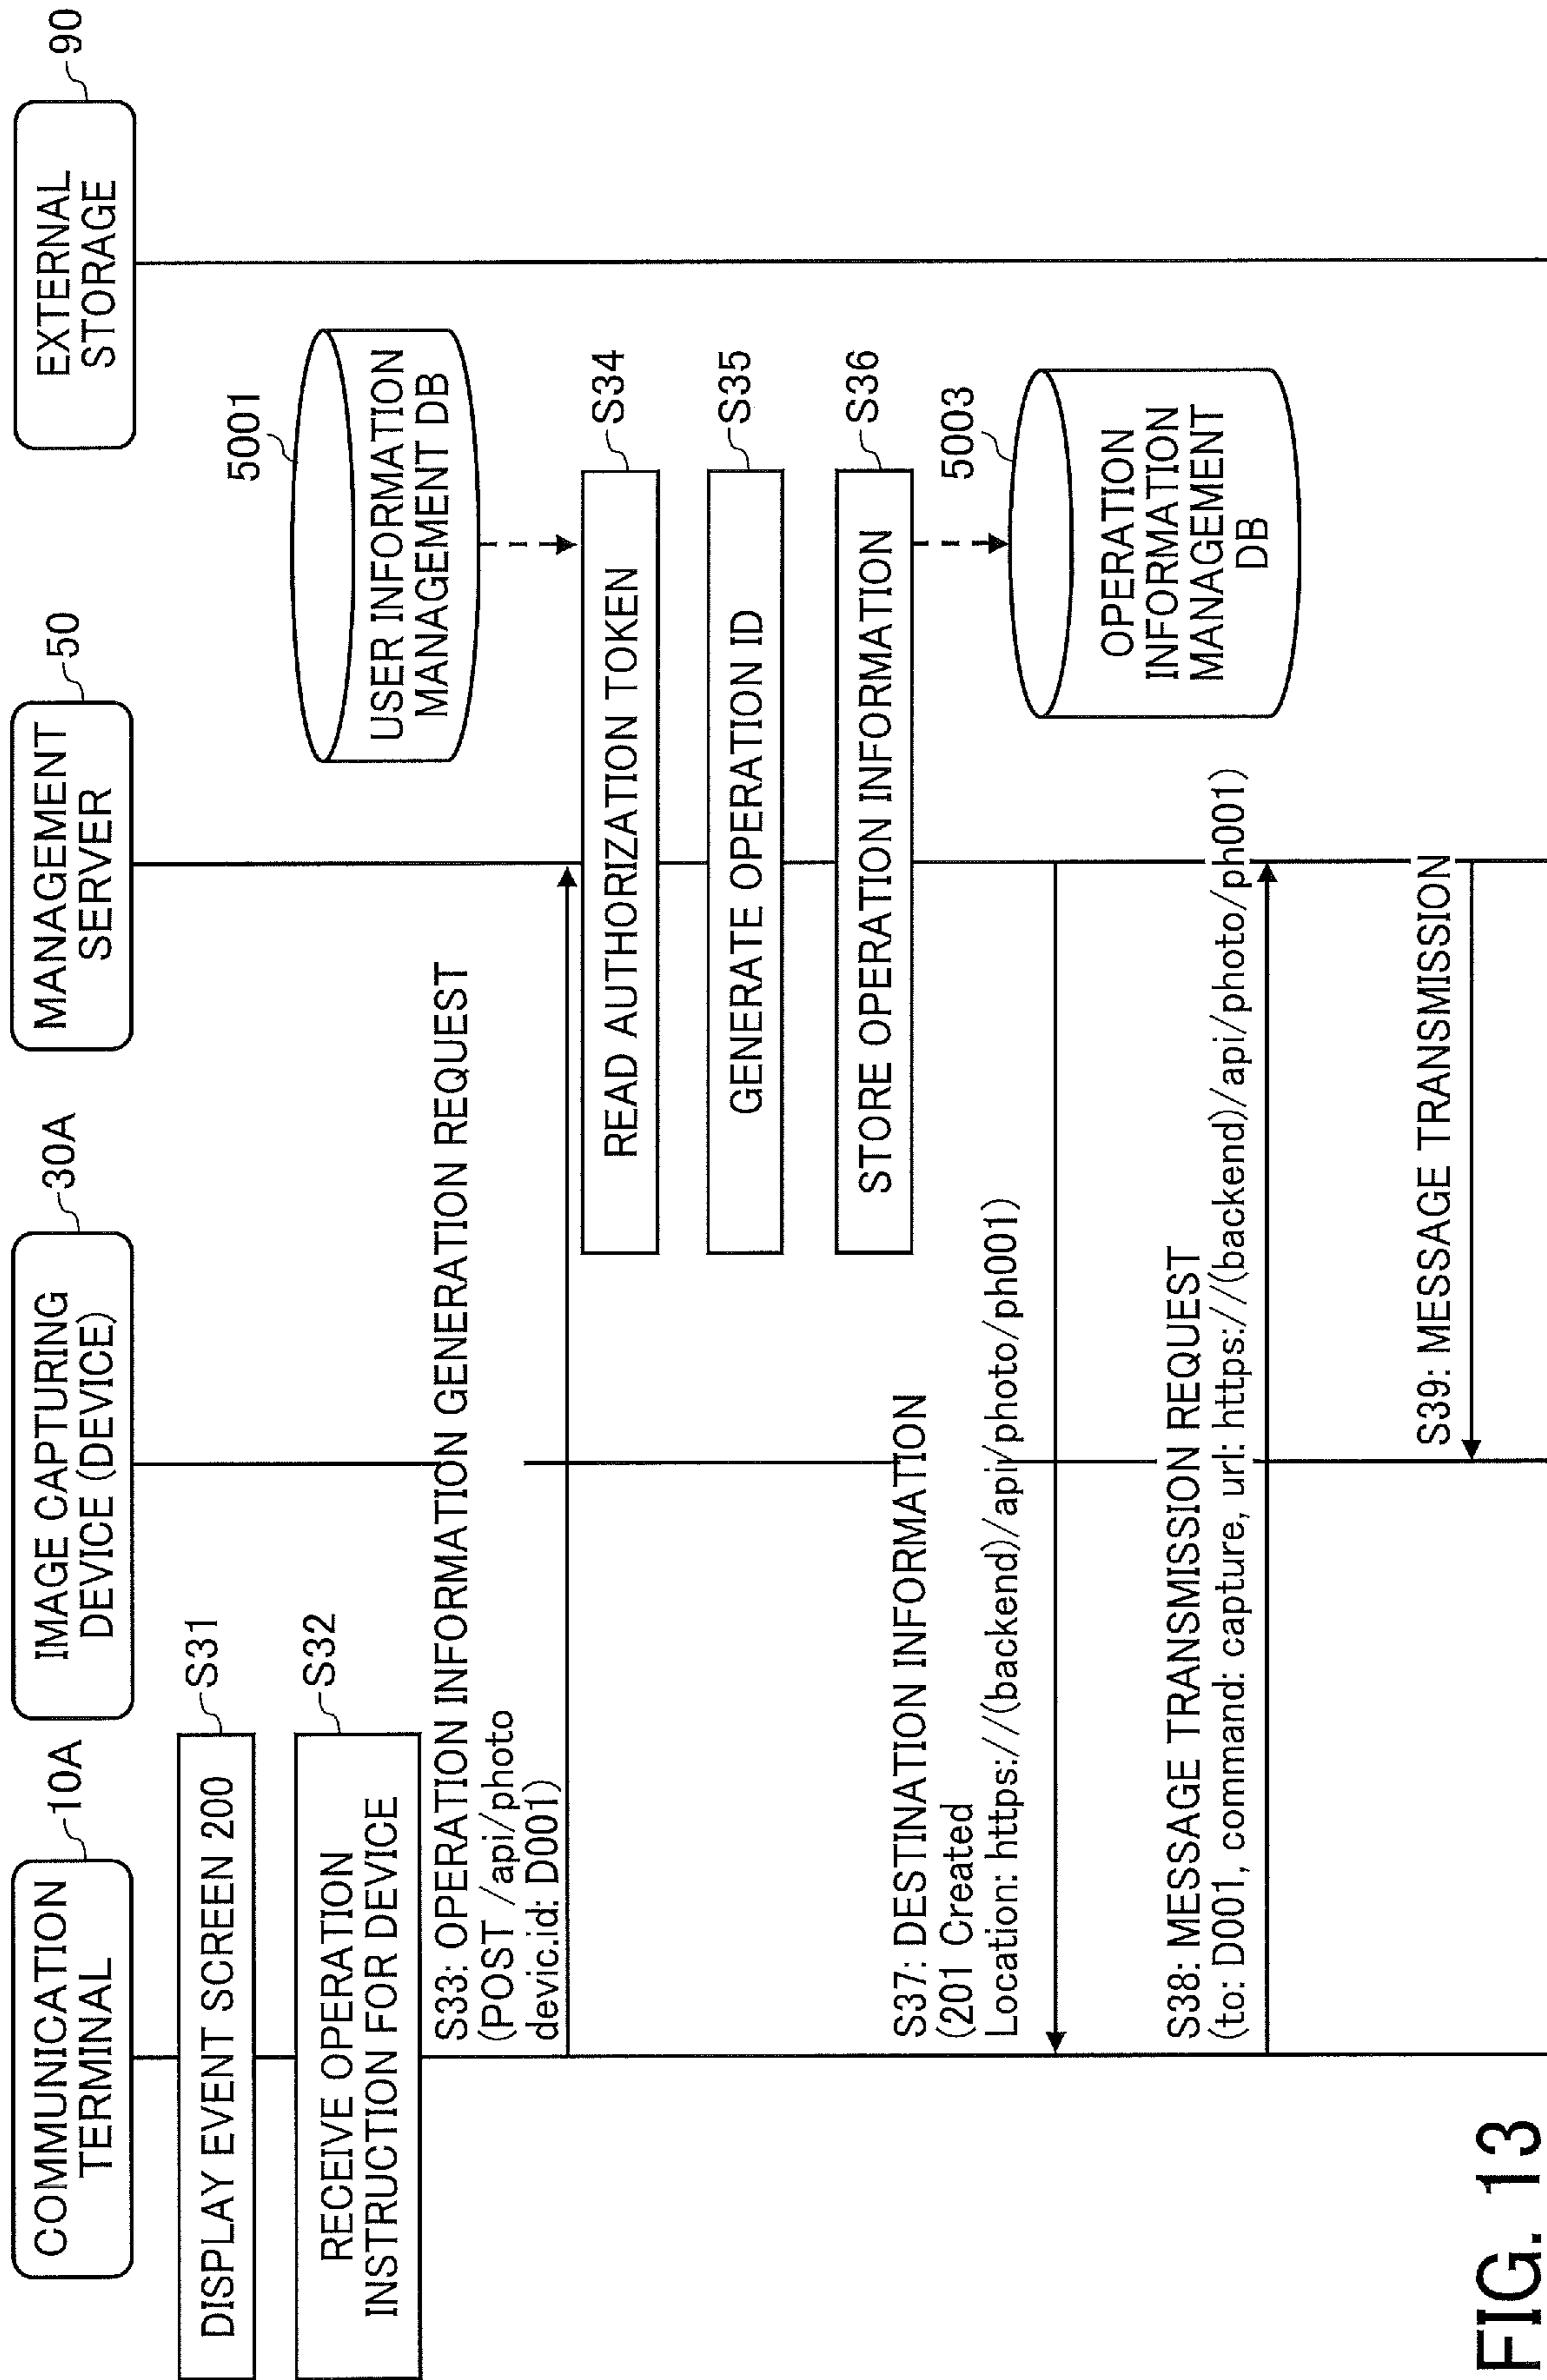 COMMUNICATION
TERMINAL
10A
IMAGE CAPTURING
DEVICE (DEVICE)
30A
MANAGEMENT
SERVER
50
EXTERNAL
STORAGE
90
DISPLAY EVENT SCREEN 200
S31
RECEIVE OPERATION
INSTRUCTION FOR DEVICE
S32
5001
USER INFORMATION
MANAGEMENT DB
S33: OPERATION INFORMATION GENERATION REQUEST
(POST /api/photo
devic.id: D001)
READ AUTHORIZATION TOKEN
S34
GENERATE OPERATION ID
S35
STORE OPERATION INFORMATION
S36
5003
OPERATION
INFORMATION
MANAGEMENT
DB
S37: DESTINATION INFORMATION
(201 Created
Location: https://(backend)/api/photo/ph001)
S38: MESSAGE TRANSMISSION REQUEST
(to: D001, command: capture, url: https://(backend)/api/photo/ph001)
S39: MESSAGE TRANSMISSION
FIG. 13